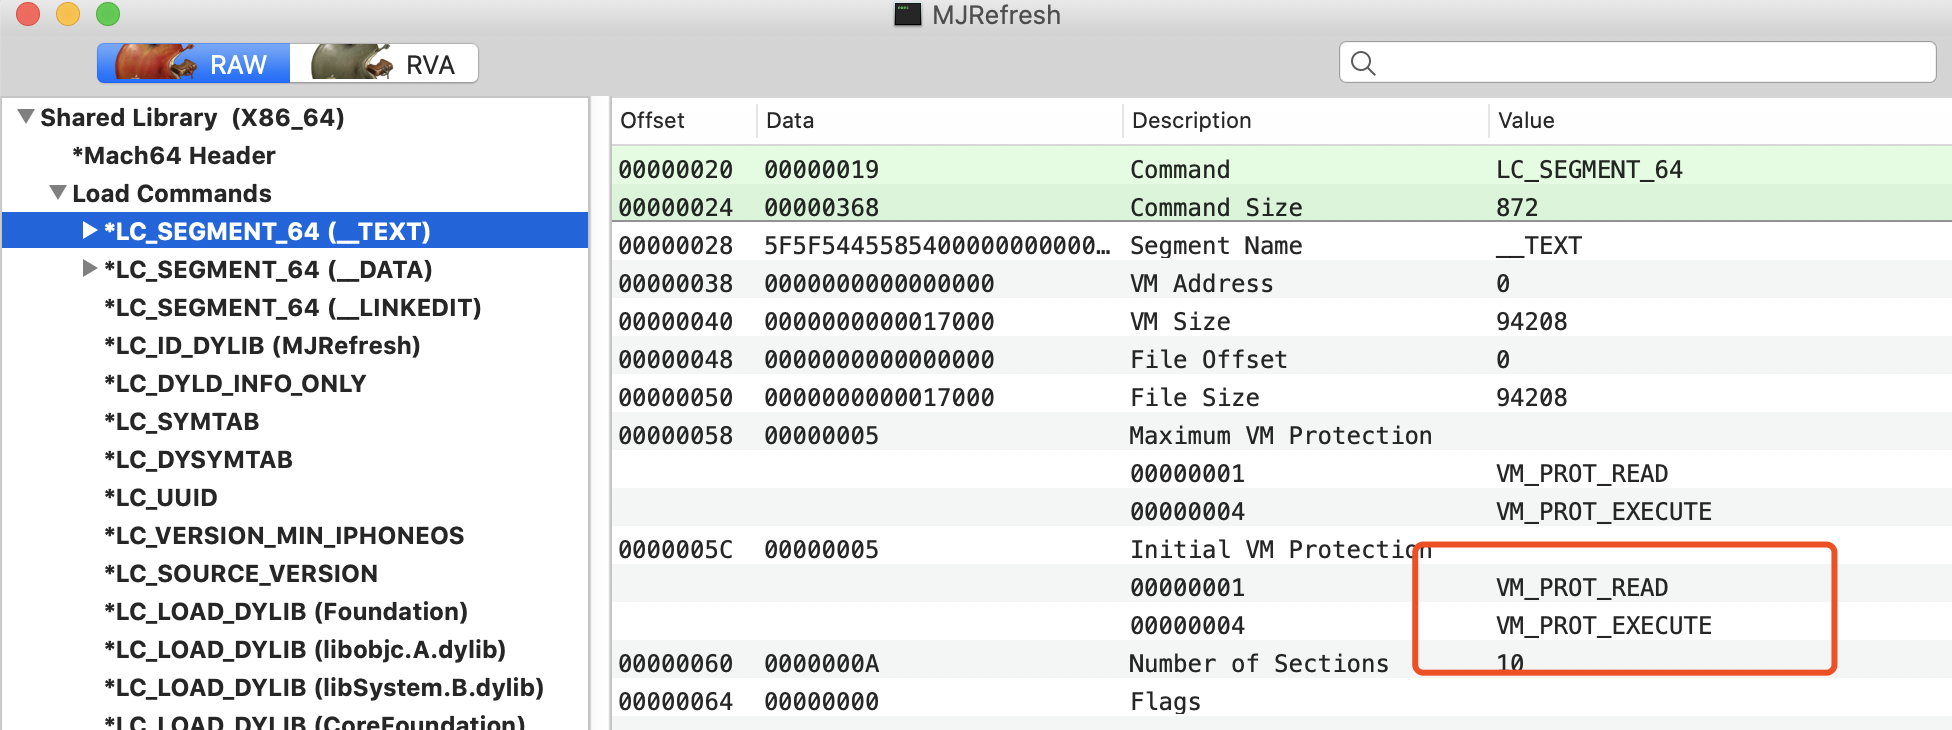 MJRefresh
RAW RVA
Shared Library (X86_64)
*Mach64 Header
Load Commands
*LC_SEGMENT_64 (__TEXT)
*LC_SEGMENT_64 (__DATA)
*LC_SEGMENT_64 (__LINKEDIT)
*LC_ID_DYLIB (MJRefresh)
*LC_DYLD_INFO_ONLY
*LC_SYMTAB
*LC_DYSYMTAB
*LC_UUID
*LC_VERSION_MIN_IPHONEOS
*LC_SOURCE_VERSION
*LC_LOAD_DYLIB (Foundation)
*LC_LOAD_DYLIB (libobjc.A.dylib)
*LC_LOAD_DYLIB (libSystem.B.dylib)
*LC_LOAD_DYLIB (CoreFoundation)
Offset Data Description Value
00000020 00000019 Command LC_SEGMENT_64
00000024 00000368 Command Size 872
00000028 5F5F5445585400000000000… Segment Name __TEXT
00000038 0000000000000000 VM Address 0
00000040 0000000000017000 VM Size 94208
00000048 0000000000000000 File Offset 0
00000050 0000000000017000 File Size 94208
00000058 00000005 Maximum VM Protection
00000001 VM_PROT_READ
00000004 VM_PROT_EXECUTE
0000005C 00000005 Initial VM Protection
00000001 VM_PROT_READ
00000004 VM_PROT_EXECUTE
00000060 0000000A Number of Sections 10
00000064 00000000 Flags